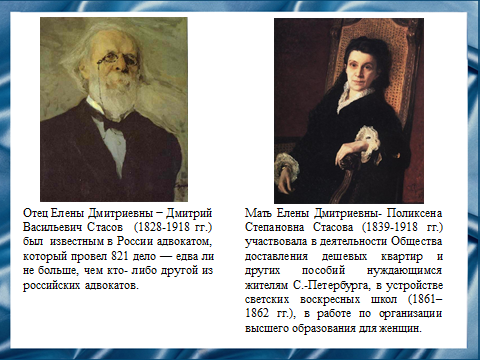 Отец Елены Дмитриевны – Дмитрий
Васильевич Стасов (1828-1918 гг.)
был известным в России адвокатом,
который провел 821 дело — едва ли
не больше, чем кто- либо другой из
российских адвокатов.
Мать Елены Дмитриевны- Поликсена
Степановна Стасова (1839-1918 гг.)
участвовала в деятельности Общества
доставления дешевых квартир и
других пособий нуждающимся
жителям С.-Петербурга, в устройстве
светских воскресных школ (1861–
1862 гг.), в работе по организации
высшего образования для женщин.